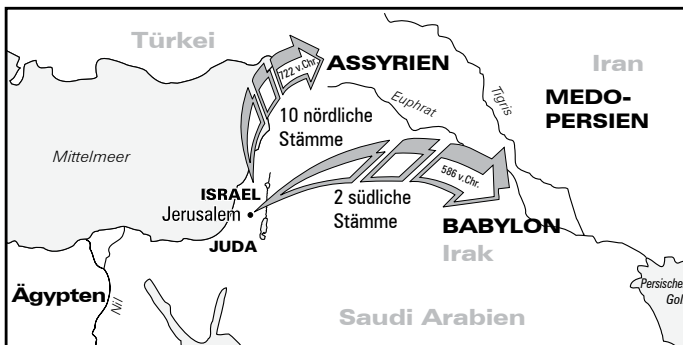 Türkei
722 v.Chr.
ASSYRIEN
Iran
Euphrat
Tigris
MEDO-
PERSIEN
10 nördliche
Stämme
Mittelmeer
586 v.Chr.
ISRAEL
Jerusalem
2 südliche
Stämme
JUDA
BABYLON
Irak
Ägypten
Nil
Persischer
Golf
Saudi Arabien